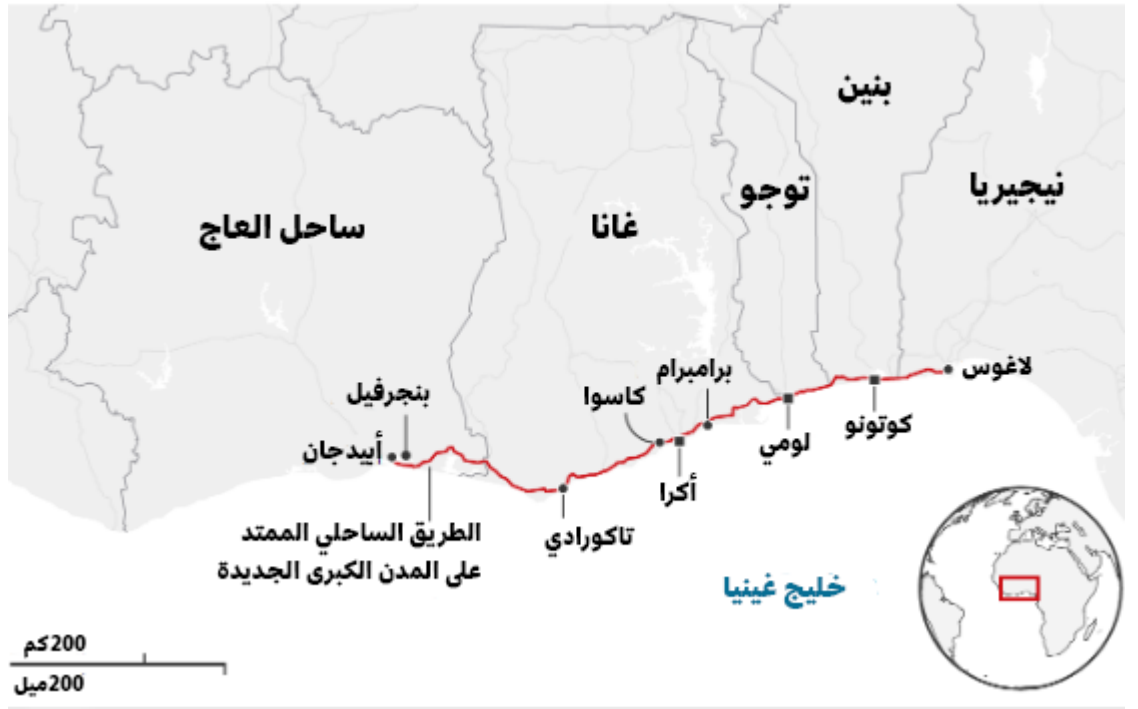 بنين
نيجيريا
توجو
غانا
ساحل العاج
لاغوس
برامبرام
كاسوا
بنجرفيل
أبيدجان
كوتونو
لومي
أكرا
تاكورادي
الطريق الساحلي الممتد
على المدن الكبرى الجديدة
خليج غينيا
200كم
200ميل